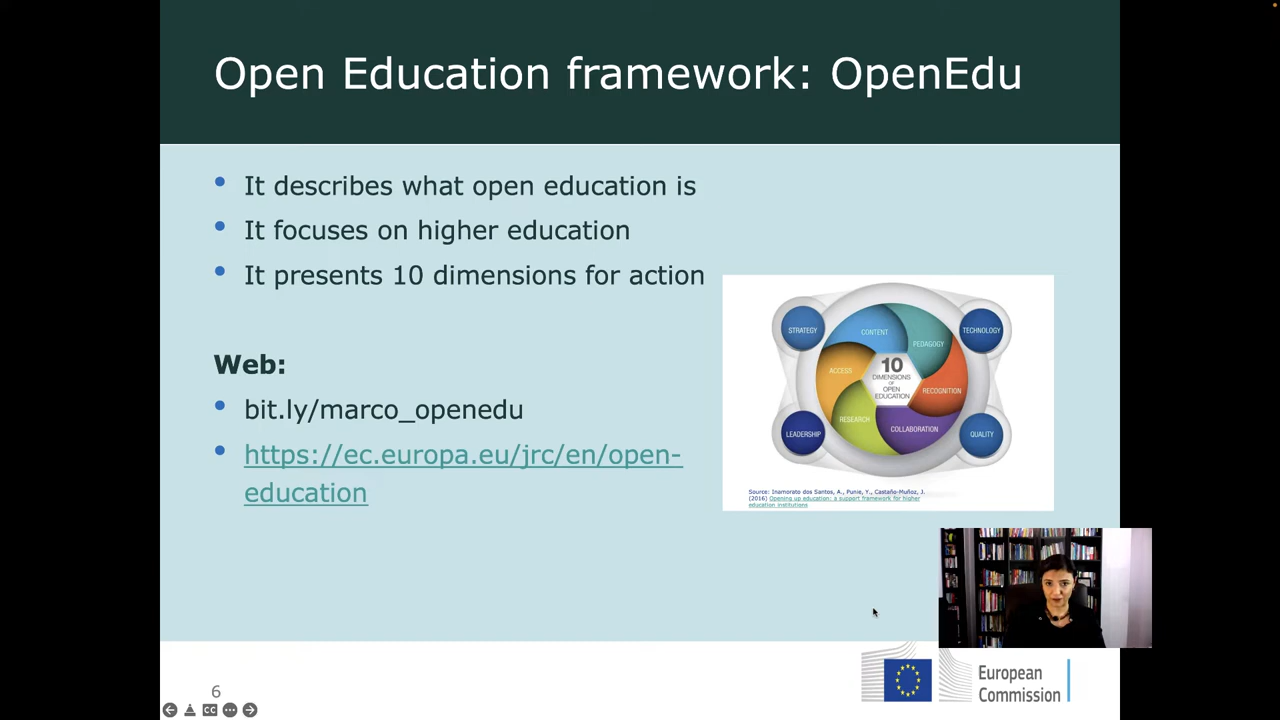 Open Education framework: OpenEdu
• It describes what open education is
• It focuses on higher education
• It presents 10 dimensions for action
Web:
• bit.ly/marco_openedu
• https://ec.europa.eu/jrc/en/open-
education
STRATEGY
TECHNOLOGY
CONTENT
PEDAGOGY
ACCESS
10
DIMENSIONS
OF
OPEN
EDUCATION
RECOGNITION
RESEARCH
COLLABORATION
LEADERSHIP
QUALITY
Source: Inamorato dos Santos, A., Punie, Y., Castaño-Muñoz, J.
(2016) Opening up education: a support framework for higher
education institutions
European
Commission
6
CC